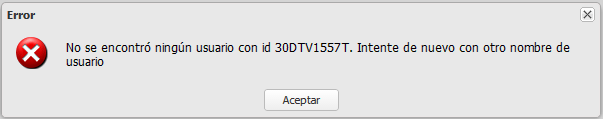 Error
No se encontró ningún usuario con id 30DTV1557T. Intente de nuevo con otro nombre de
usuario
Aceptar